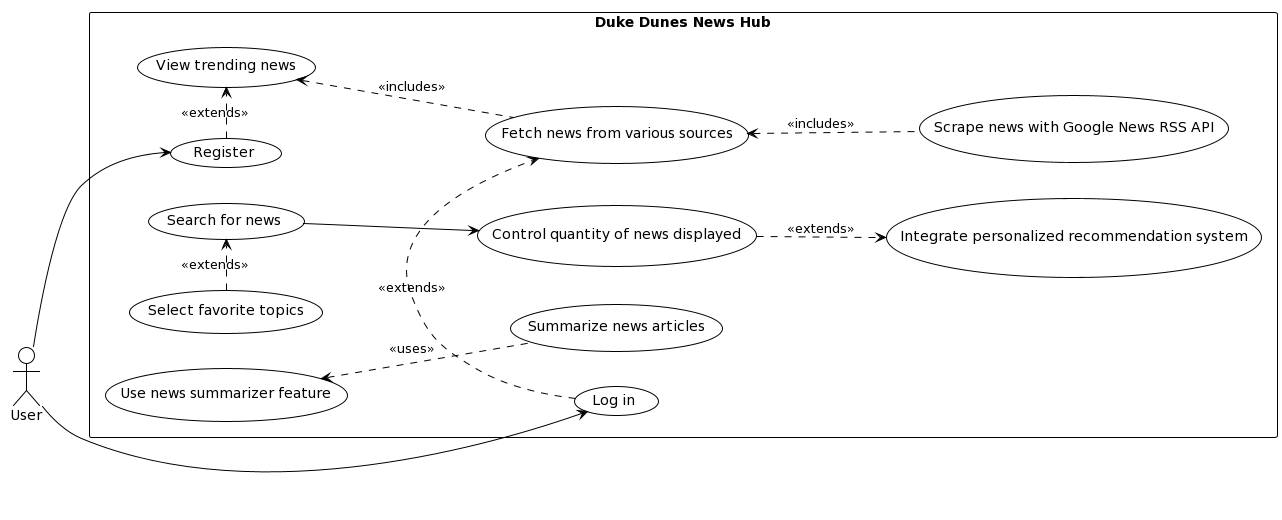 Duke Dunes News Hub
View trending news
«includes»
«extends»
Fetch news from various sources
«includes»
Scrape news with Google News RSS API
Register
Search for news
Control quantity of news displayed
«extends»
Integrate personalized recommendation system
«extends»
«extends»
Select favorite topics
Summarize news articles
«uses»
Use news summarizer feature
Log in
User